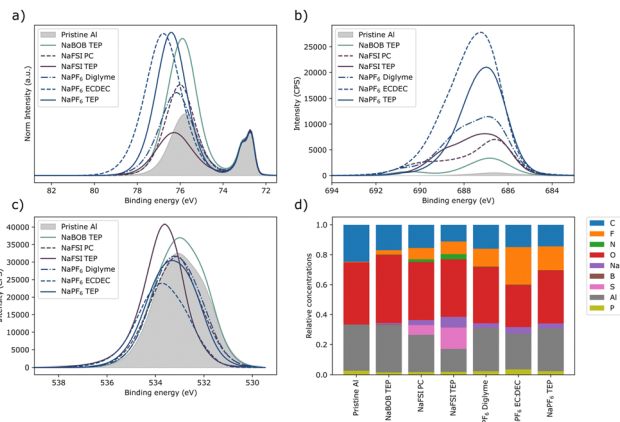 a)
Pristine Al
NaBOB TEP
NaFSI PC
NaFSI TEP
NaPF6 Diglyme
NaPF6 ECDEC
NaPF6 TEP
Norm Intensity (a.u.)
82 80 78 76 74 72
Binding energy (eV)
b)
Pristine Al
NaBOB TEP
NaFSI PC
NaFSI TEP
NaPF6 Diglyme
NaPF6 ECDEC
NaPF6 TEP
Intensity (CPS)
25000
20000
15000
10000
5000
0
694 692 690 688 686 684
Binding energy (eV)
c)
Pristine Al
NaBOB TEP
NaFSI PC
NaFSI TEP
NaPF6 Diglyme
NaPF6 ECDEC
NaPF6 TEP
40000
35000
30000
25000
20000
15000
10000
5000
0
538 536 534 532 530
Binding energy (eV)
d)
Relative concentrations
1.0
0.8
0.6
0.4
0.2
0.0
Pristine Al
NaBOB TEP
NaFSI PC
NaFSI TEP
PF6 Diglyme
PF6 EC:DEC
NaPF6 TEP
C
F
N
O
Na
B
S
Al
P